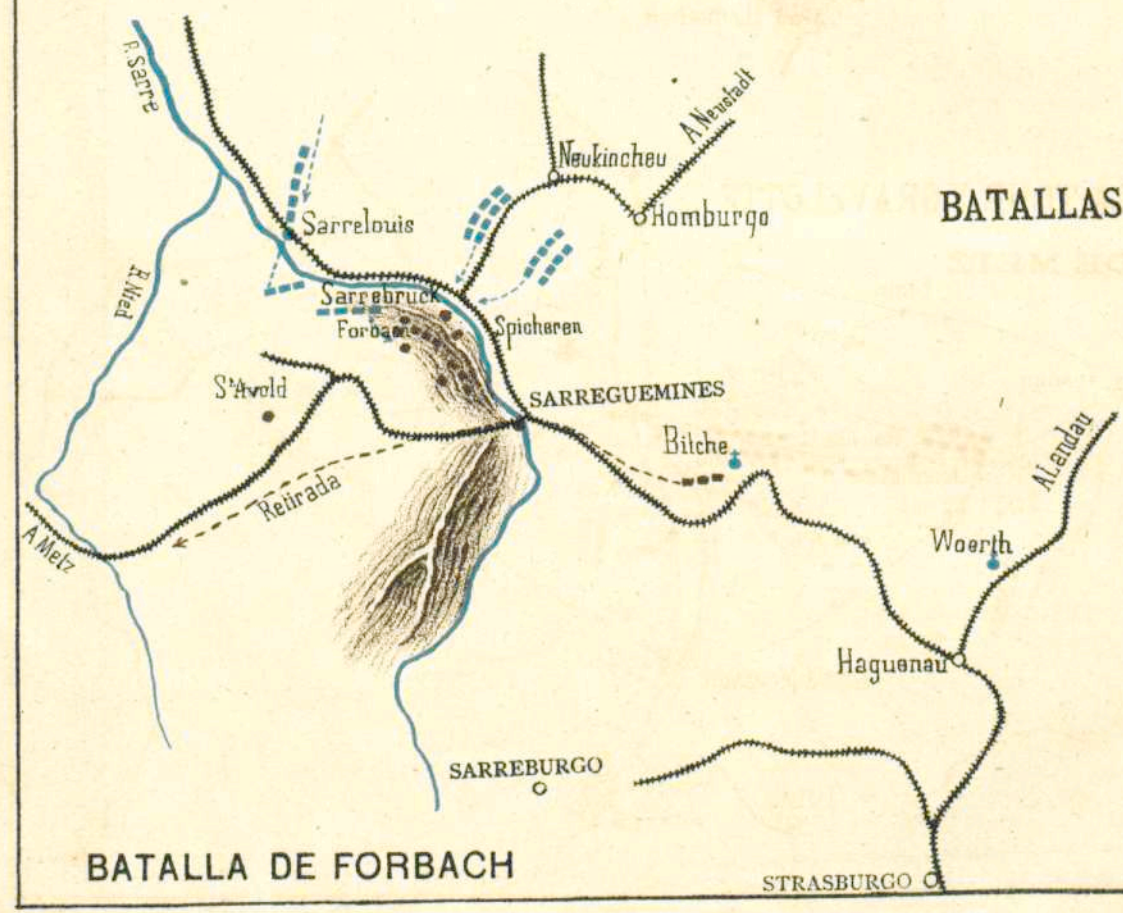 R. Sarre
A Neustadt
Neukincheu
Homburgo
BATALLAS
Sarrelouis
R. Nied
Sarrebruck
Forbach
Spicheren
St. Avold
SARREGUEMINES
Bitche
A Landau
Retirada
A Metz
Woerth
Haguenau
SARREBURGO
BATALLA DE FORBACH
STRASBURGO